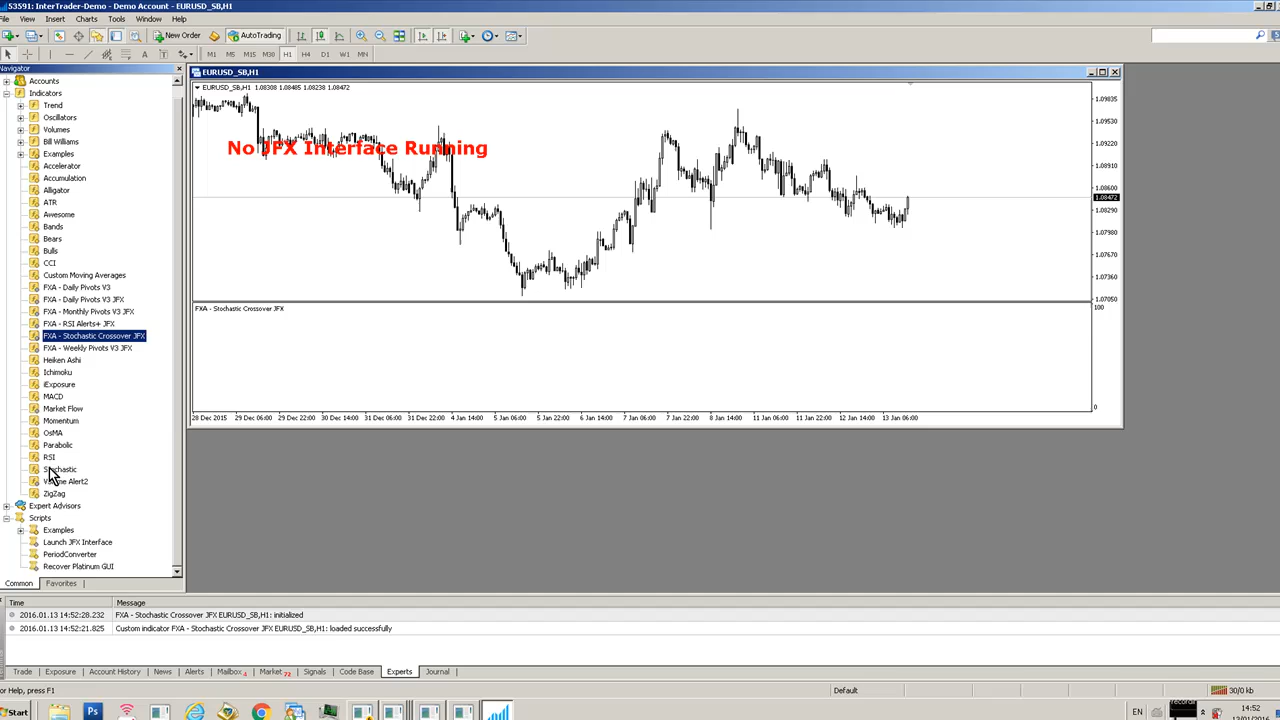 53591: InterTrader-Demo - Demo Account - EURUSD_SB,H1
File View Insert Charts Tools Window Help
New Order AutoTrading
M1 M5 M15 M30 H1 H4 D1 W1 MN
Navigator
Accounts
Indicators
Trend
Oscillators
Volumes
Bill Williams
Examples
Accelerator
Accumulation
Alligator
ATR
Awesome
Bands
Bears
Bulls
CCI
Custom Moving Averages
FXA - Daily Pivots V3
FXA - Daily Pivots V3 JFX
FXA - Monthly Pivots V3 JFX
FXA - RSI Alerts+ JFX
FXA - Stochastic Crossover JFX
FXA - Weekly Pivots V3 JFX
Heiken Ashi
Ichimoku
iExposure
MACD
Market Flow
Momentum
OsMA
Parabolic
RSI
Stochastic
Volume Alert2
ZigZag
Expert Advisors
Scripts
Examples
Launch JFX Interface
PeriodConverter
Recover Platinum GUI
Common Favorites
EURUSD_SB,H1
EURUSD_SB,H1 1.08308 1.08485 1.08238 1.08472
No JFX Interface Running
1.09835
1.09530
1.09220
1.08910
1.08600
1.08472
1.08290
1.07980
1.07670
1.07360
1.07050
FXA - Stochastic Crossover JFX
100
0
28 Dec 2015 29 Dec 06:00 29 Dec 22:00 30 Dec 14:00 31 Dec 06:00 31 Dec 22:00 4 Jan 14:00 5 Jan 06:00 5 Jan 22:00 6 Jan 14:00 7 Jan 06:00 7 Jan 22:00 8 Jan 14:00 11 Jan 06:00 11 Jan 22:00 12 Jan 14:00 13 Jan 06:00
Time Message
2016.01.13 14:52:28.232 FXA - Stochastic Crossover JFX EURUSD_SB,H1: initialized
2016.01.13 14:52:21.825 Custom indicator FXA - Stochastic Crossover JFX EURUSD_SB,H1: loaded successfully
Trade Exposure Account History News Alerts Mailbox 4 Market 72 Signals Code Base Experts Journal
or Help, press F1 Default 30/0 kb
Start EN 14:52
13/01/2016